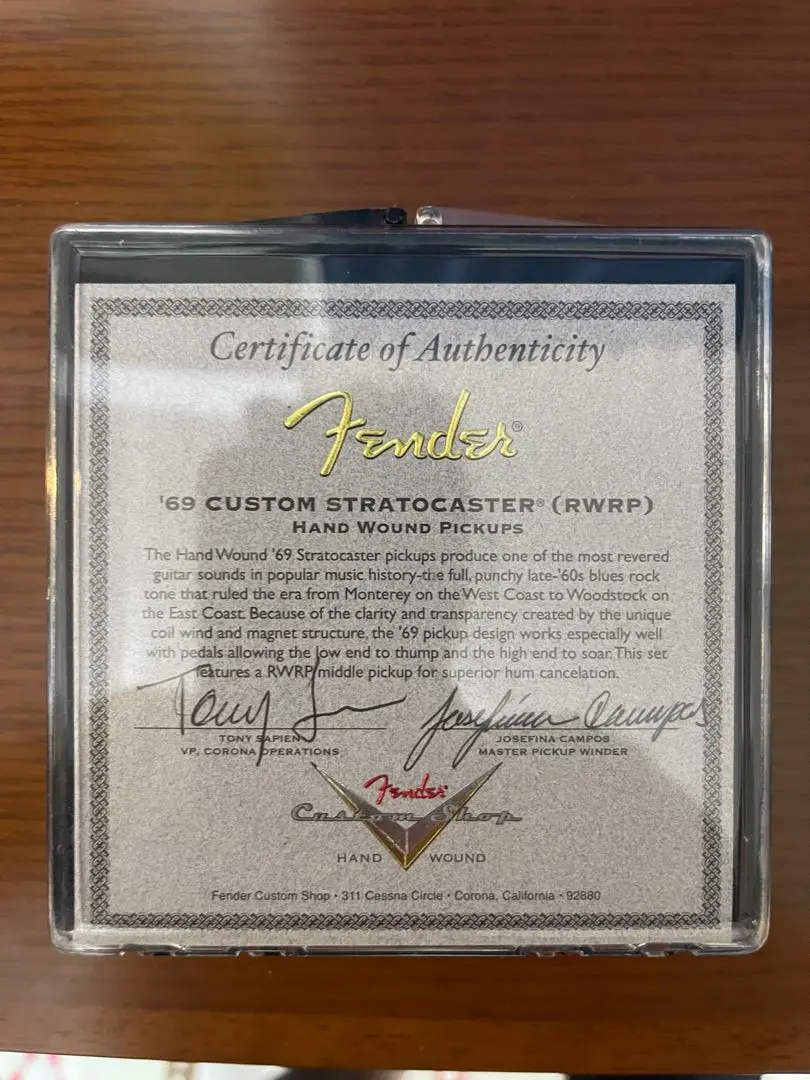 Certificate of Authenticity
Fender®
'69 CUSTOM STRATOCASTER® (RWRP)
HAND WOUND PICKUPS
The Hand Wound '69 Stratocaster pickups produce one of the most revered
guitar sounds in popular music history-the full, punchy late-'60s blues rock
tone that ruled the era from Monterey on the West Coast to Woodstock on
the East Coast. Because of the clarity and transparency created by the unique
coil wind and magnet structure, the '69 pickup design works especially well
with pedals allowing the low end to thump and the high end to soar. This set
features a RWRP middle pickup for superior hum cancelation.
Tony Josefina Campos
TONY SAPIEN JOSEFINA CAMPOS
VP, CORONA OPERATIONS MASTER PICKUP WINDER
Fender
Custom Shop
HAND WOUND
Fender Custom Shop • 311 Cessna Circle • Corona, California • 92880